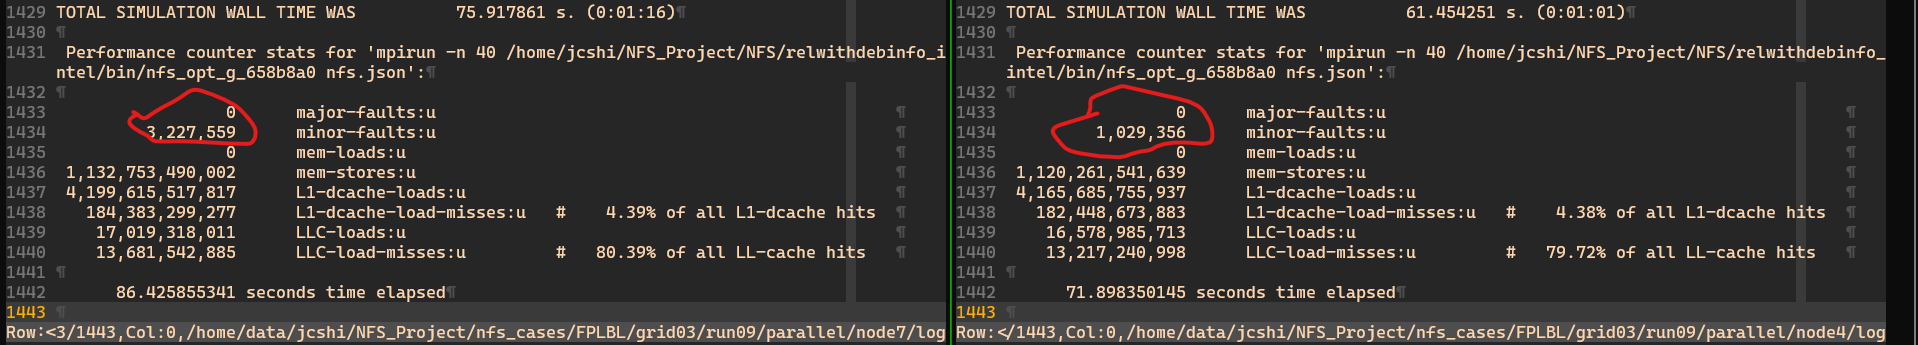 1429 TOTAL SIMULATION WALL TIME WAS          75.917861 s. (0:01:16)¶
1430 ¶
1431  Performance counter stats for 'mpirun -n 40 /home/jcshi/NFS_Project/NFS/relwithdebinfo_i
ntel/bin/nfs_opt_g_658b8a0 nfs.json':¶
1432 ¶
1433                  0      major-faults:u ¶
1434          3,227,559      minor-faults:u ¶
1435                  0      mem-loads:u ¶
1436  1,132,753,490,002      mem-stores:u ¶
1437  4,199,615,517,817      L1-dcache-loads:u ¶
1438    184,383,299,277      L1-dcache-load-misses:u   #    4.39% of all L1-dcache hits ¶
1439     17,019,318,011      LLC-loads:u ¶
1440     13,681,542,885      LLC-load-misses:u         #   80.39% of all LL-cache hits ¶
1441 ¶
1442       86.425855341 seconds time elapsed¶
1443 ¶
Row:<3/1443,Col:0,/home/data/jcshi/NFS_Project/nfs_cases/FPLBL/grid03/run09/parallel/node7/log
1429 TOTAL SIMULATION WALL TIME WAS          61.454251 s. (0:01:01)¶
1430 ¶
1431  Performance counter stats for 'mpirun -n 40 /home/jcshi/NFS_Project/NFS/relwithdebinfo_
intel/bin/nfs_opt_g_658b8a0 nfs.json':¶
1432 ¶
1433                  0      major-faults:u ¶
1434          1,029,356      minor-faults:u ¶
1435                  0      mem-loads:u ¶
1436  1,120,261,541,639      mem-stores:u ¶
1437  4,165,685,755,937      L1-dcache-loads:u ¶
1438    182,448,673,883      L1-dcache-load-misses:u   #    4.38% of all L1-dcache hits ¶
1439     16,578,985,713      LLC-loads:u ¶
1440     13,217,240,998      LLC-load-misses:u         #   79.72% of all LL-cache hits ¶
1441 ¶
1442       71.898350145 seconds time elapsed¶
1443 ¶
Row:</1443,Col:0,/home/data/jcshi/NFS_Project/nfs_cases/FPLBL/grid03/run09/parallel/node4/log